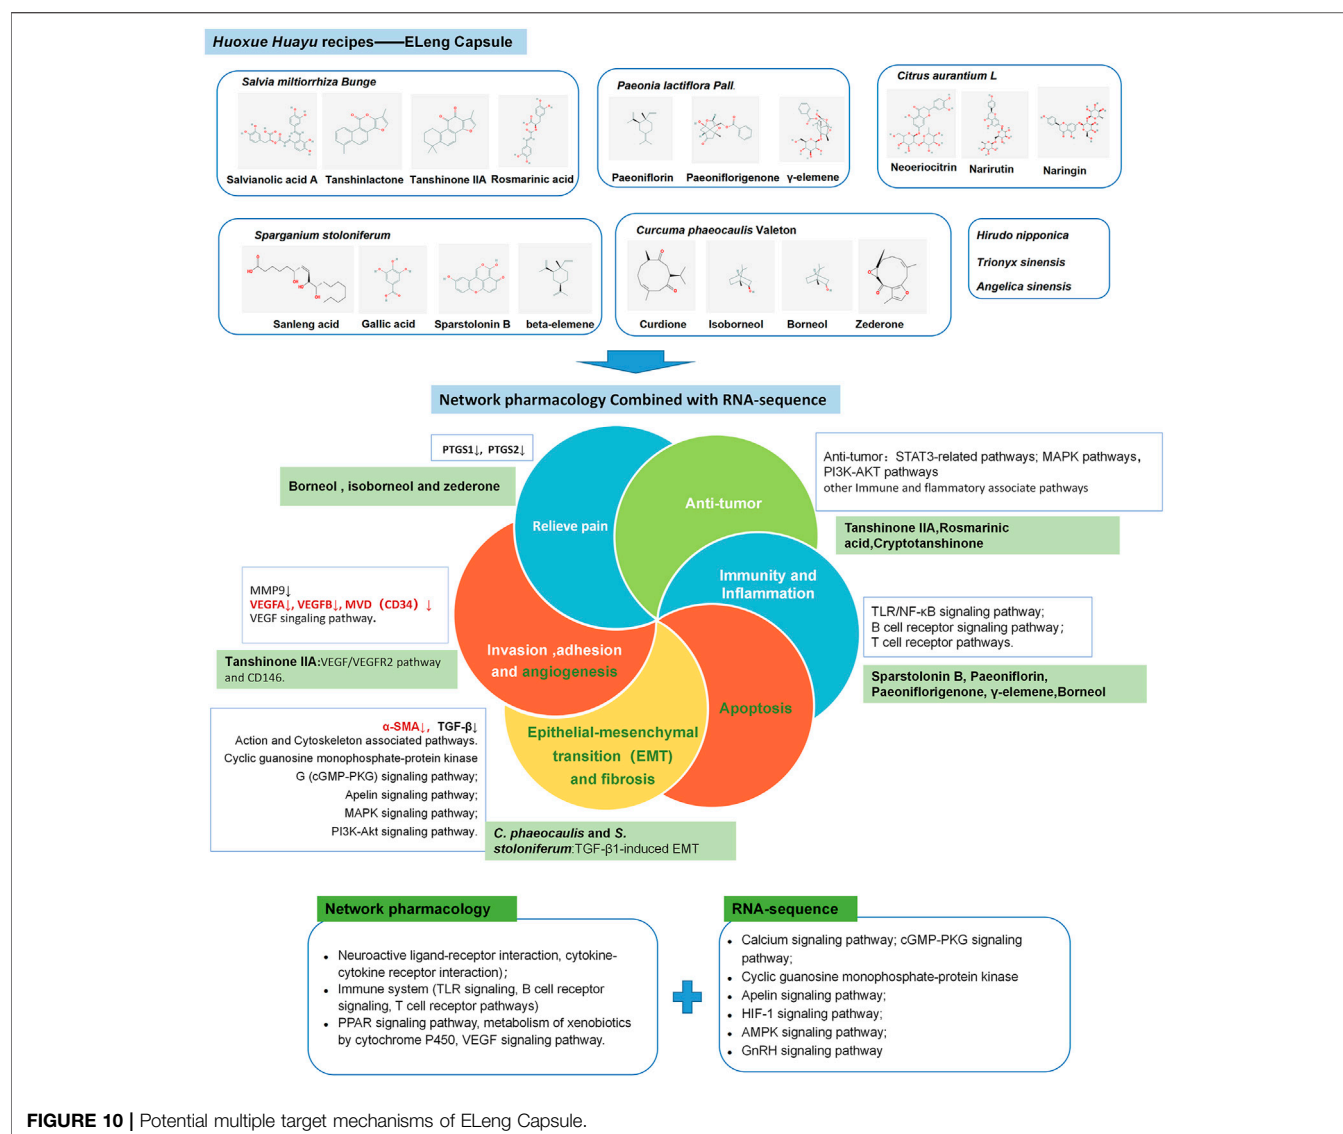 Huoxue Huayu recipes——ELeng Capsule
Salvia miltiorrhiza Bunge
Salvianolic acid A
Tanshinlactone
Tanshinone IIA
Rosmarinic acid
Paeonia lactiflora Pall.
Paeoniflorin
Paeoniflorigenone
γ-elemene
Citrus aurantium L
Neoeriocitrin
Narirutin
Naringin
Sparganium stoloniferum
Sanleng acid
Gallic acid
Sparstolonin B
beta-elemene
Curcuma phaeocaulis Valeton
Curdione
Isoborneol
Borneol
Zederone
Hirudo nipponica
Trionyx sinensis
Angelica sinensis
Network pharmacology Combined with RNA-sequence
PTGS1↓, PTGS2↓
Borneol , isoborneol and zederone
Relieve pain
Anti-tumor
Anti-tumor：STAT3-related pathways; MAPK pathways，
PI3K-AKT pathways
other Immune and flammatory associate pathways
Tanshinone IIA,Rosmarinic
acid,Cryptotanshinone
Immunity and
Inflammation
TLR/NF-κB signaling pathway;
B cell receptor signaling pathway;
T cell receptor pathways.
Sparstolonin B, Paeoniflorin,
Paeoniflorigenone, γ-elemene,Borneol
MMP9↓
VEGFA↓, VEGFB↓, MVD（CD34）↓
VEGF singaling pathway.
Tanshinone IIA:VEGF/VEGFR2 pathway
and CD146.
Invasion ,adhesion
and angiogenesis
Apoptosis
Epithelial-mesenchymal
transition（EMT）
and fibrosis
α-SMA↓, TGF-β↓
Action and Cytoskeleton associated pathways.
Cyclic guanosine monophosphate-protein kinase
G (cGMP-PKG) signaling pathway;
Apelin signaling pathway;
MAPK signaling pathway;
PI3K-Akt signaling pathway.
C. phaeocaulis and S.
stoloniferum:TGF-β1-induced EMT
Network pharmacology
• Neuroactive ligand-receptor interaction, cytokine-
cytokine receptor interaction);
• Immune system (TLR signaling, B cell receptor
signaling, T cell receptor pathways)
• PPAR signaling pathway, metabolism of xenobiotics
by cytochrome P450, VEGF signaling pathway.
RNA-sequence
• Calcium signaling pathway; cGMP-PKG signaling
pathway;
• Cyclic guanosine monophosphate-protein kinase
• Apelin signaling pathway;
• HIF-1 signaling pathway;
• AMPK signaling pathway;
• GnRH signaling pathway
FIGURE 10 | Potential multiple target mechanisms of ELeng Capsule.